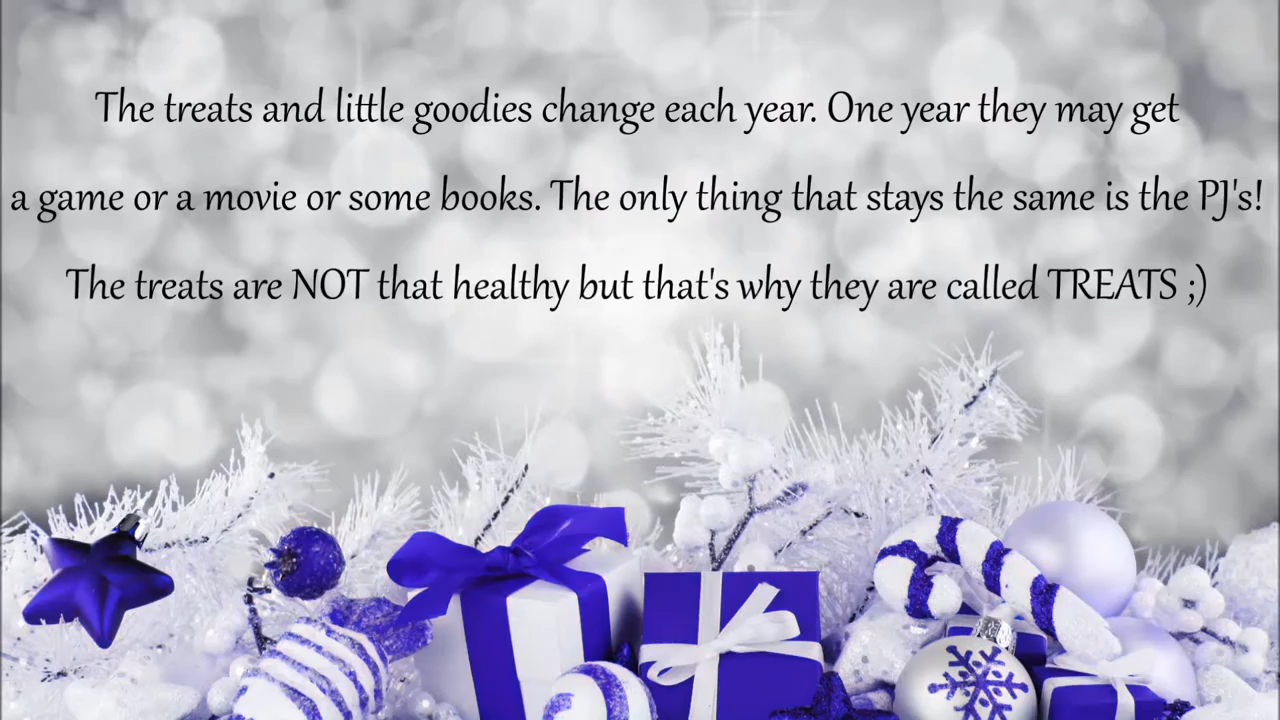 The treats and little goodies change each year. One year they may get
a game or a movie or some books. The only thing that stays the same is the PJ's!
The treats are NOT that healthy but that's why they are called TREATS ;)